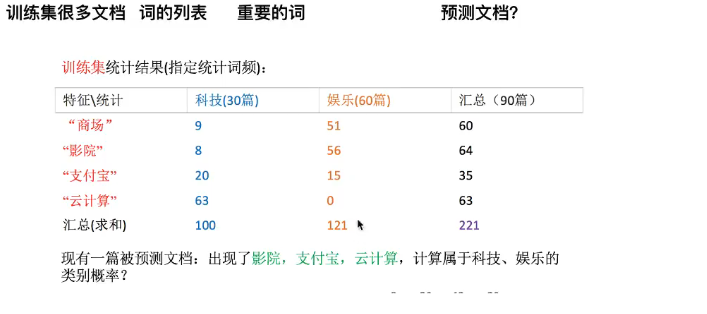 训练集很多文档 词的列表 重要的词 预测文档?
训练集统计结果(指定统计词频)：
特征\统计 科技(30篇) 娱乐(60篇) 汇总（90篇）
“商场” 9 51 60
“影院” 8 56 64
“支付宝” 20 15 35
“云计算” 63 0 63
汇总(求和) 100 121 221
现有一篇被预测文档：出现了影院，支付宝，云计算，计算属于科技、娱乐的
类别概率？